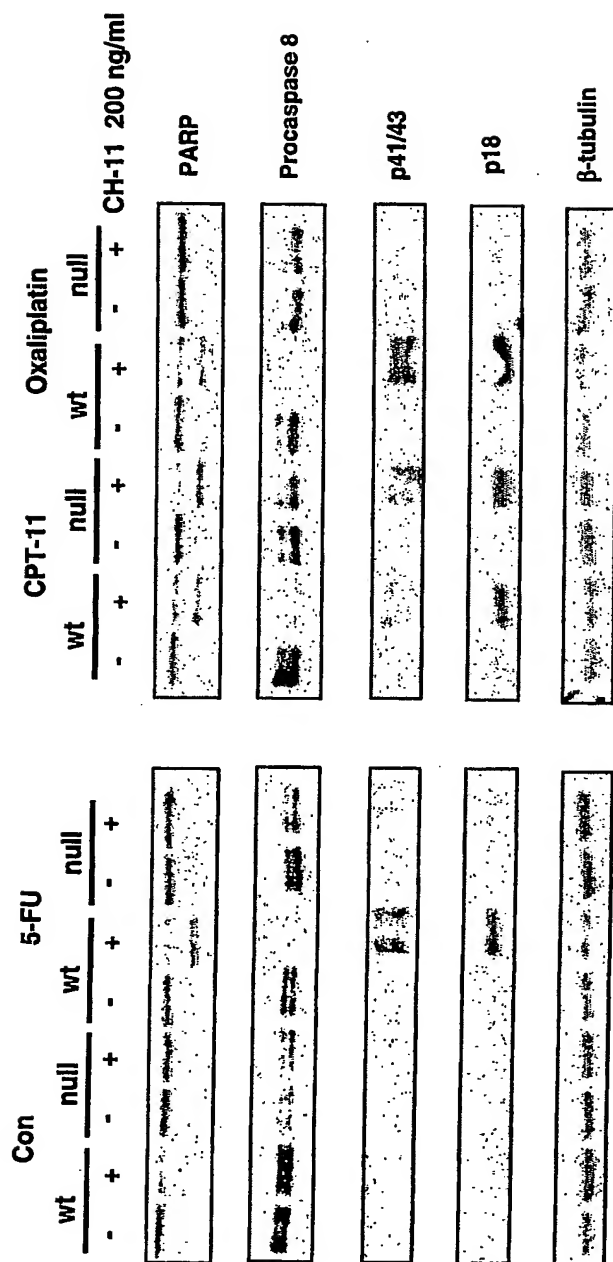 Con 5-FU CPT-11 Oxaliplatin
wt null wt null wt null wt null
- + - + - + - + - + - + - + - + CH-11 200 ng/ml
PARP
Procaspase 8
p41/43
p18
β-tubulin